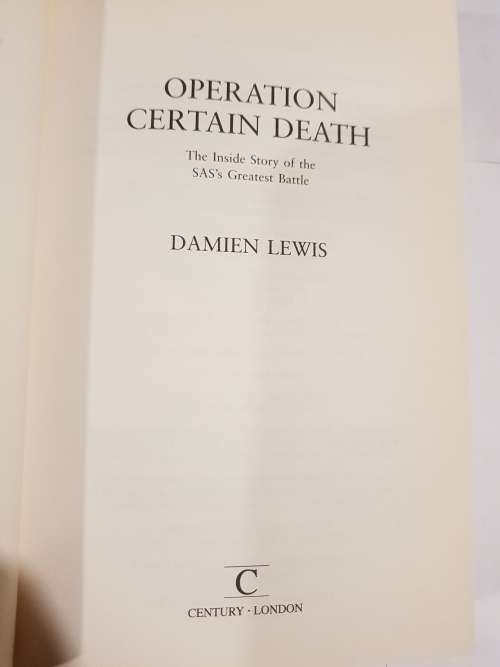 OPERATION
CERTAIN DEATH
The Inside Story of the
SAS's Greatest Battle
DAMIEN LEWIS
C
CENTURY · LONDON